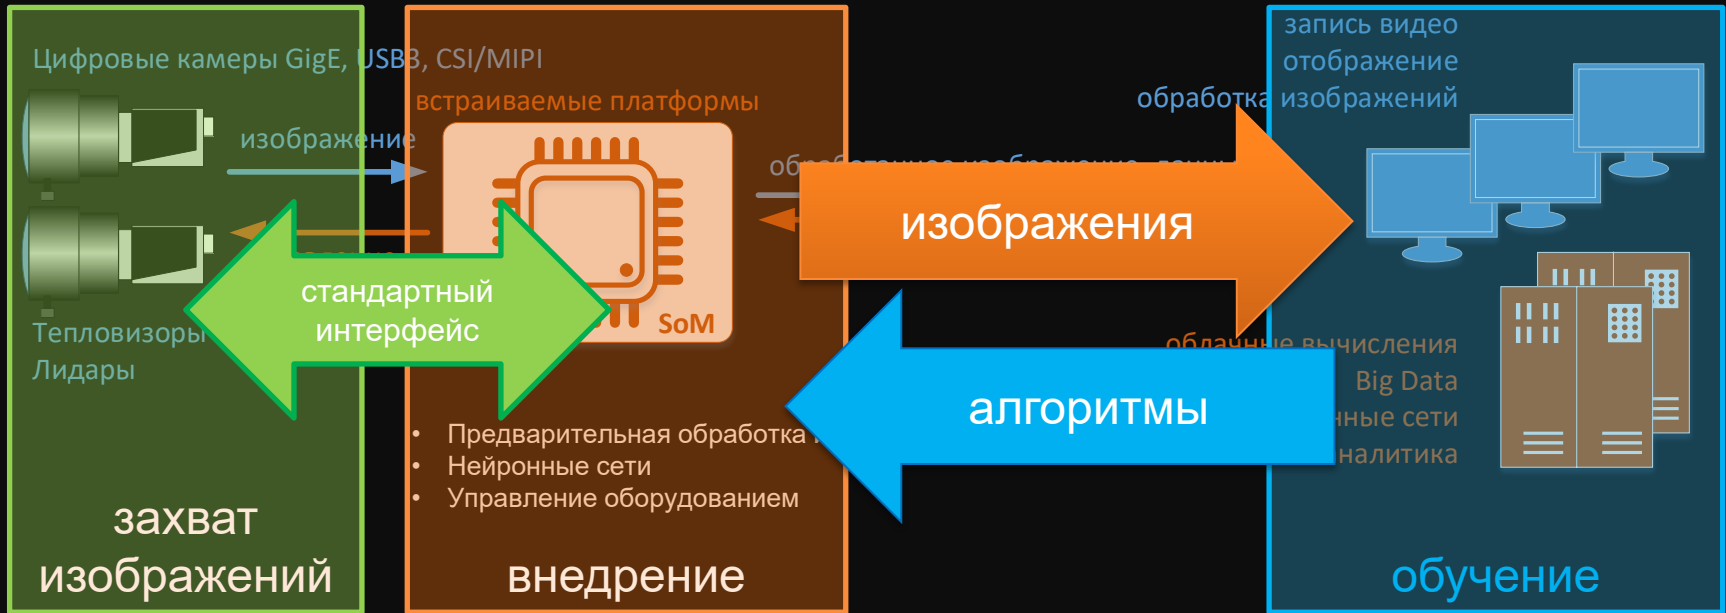 Цифровые камеры GigE, USB3, CSI/MIPI
изображение
Тепловизоры
Лидары
захват
изображений
стандартный
интерфейс
встраиваемые платформы
SoM
• Предварительная обработка
• Нейронные сети
• Управление оборудованием
внедрение
изображения
алгоритмы
запись видео
отображение
обработка изображений
облачные вычисления
Big Data
сети
обучение